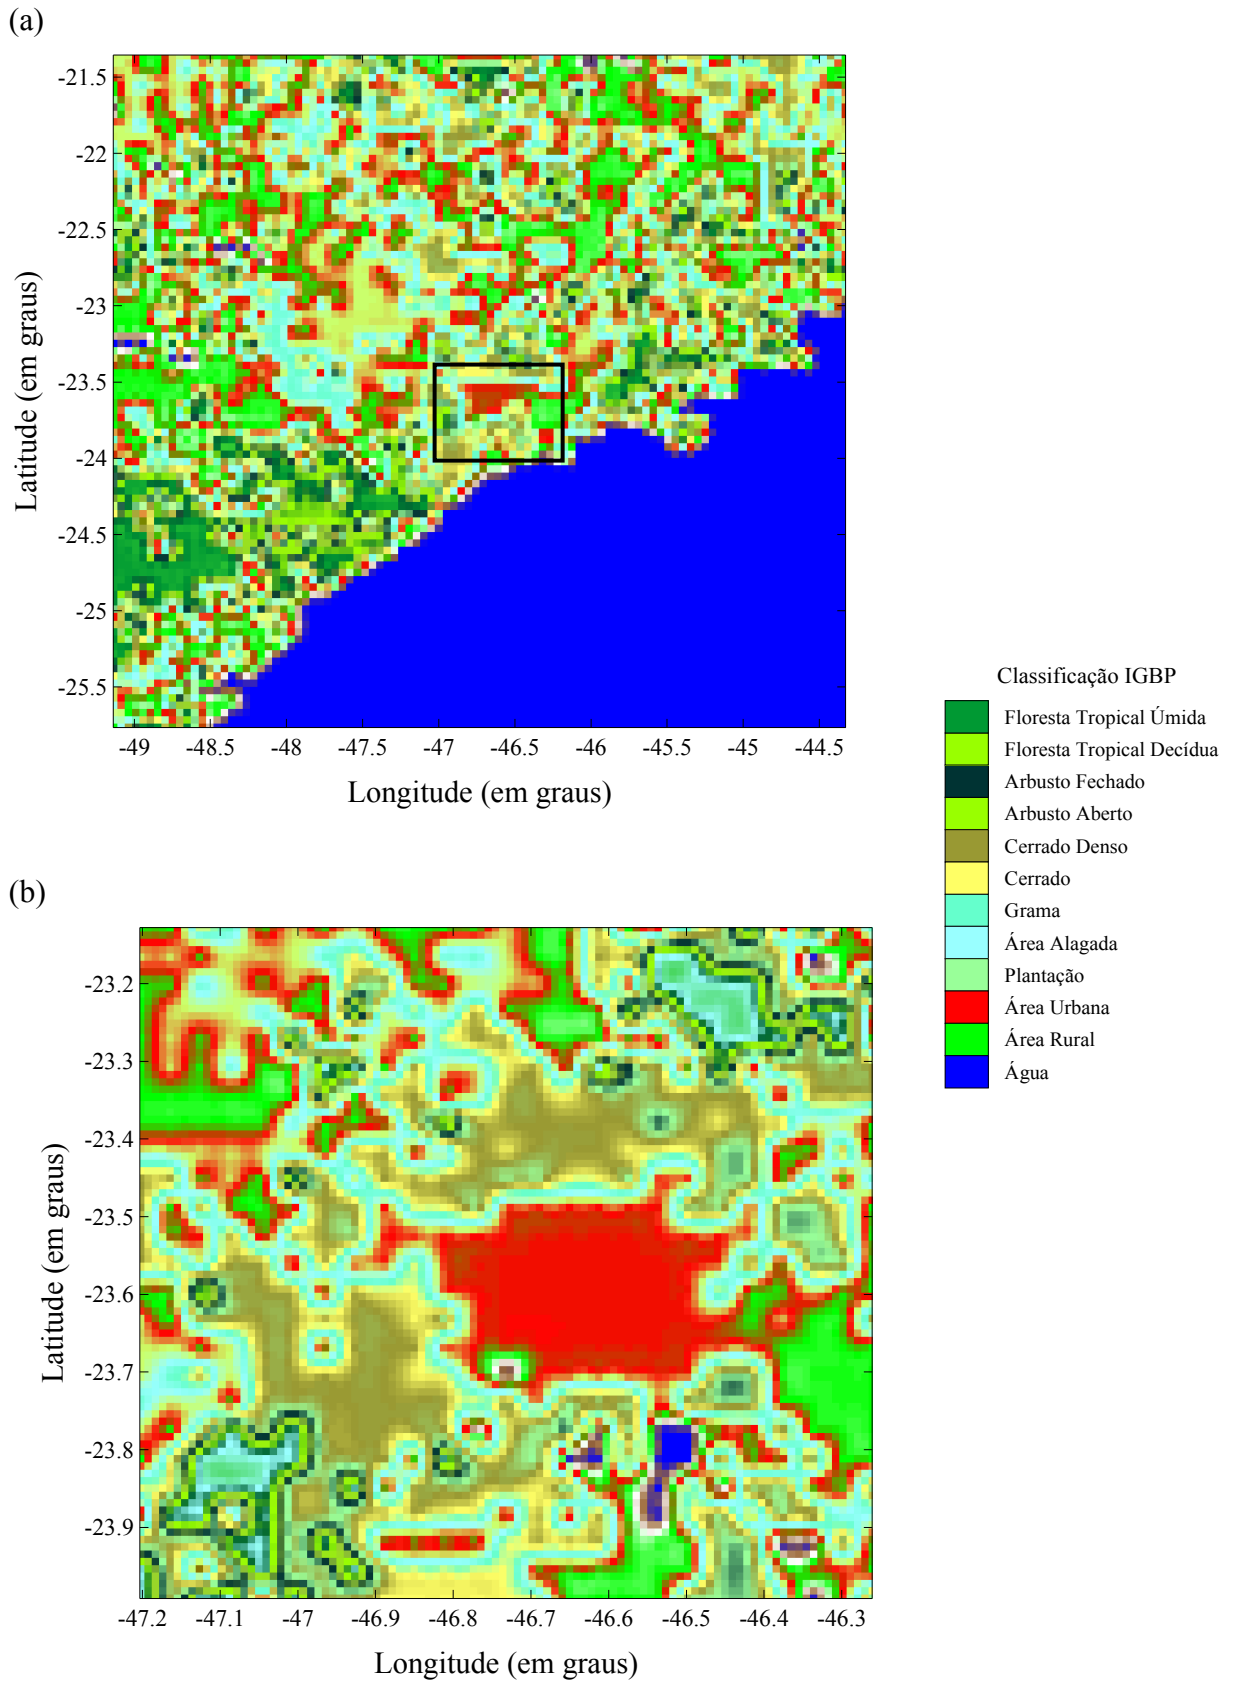 (a)
-21.5
-22
-22.5
-23
-23.5
-24
-24.5
-25
-25.5
Latitude (em graus)
-49 -48.5 -48 -47.5 -47 -46.5 -46 -45.5 -45 -44.5
Longitude (em graus)
Classificação IGBP
Floresta Tropical Úmida
Floresta Tropical Decídua
Arbusto Fechado
Arbusto Aberto
Cerrado Denso
Cerrado
Grama
Área Alagada
Plantação
Área Urbana
Área Rural
Água
(b)
-23.2
-23.3
-23.4
-23.5
-23.6
-23.7
-23.8
-23.9
Latitude (em graus)
-47.2 -47.1 -47 -46.9 -46.8 -46.7 -46.6 -46.5 -46.4 -46.3
Longitude (em graus)